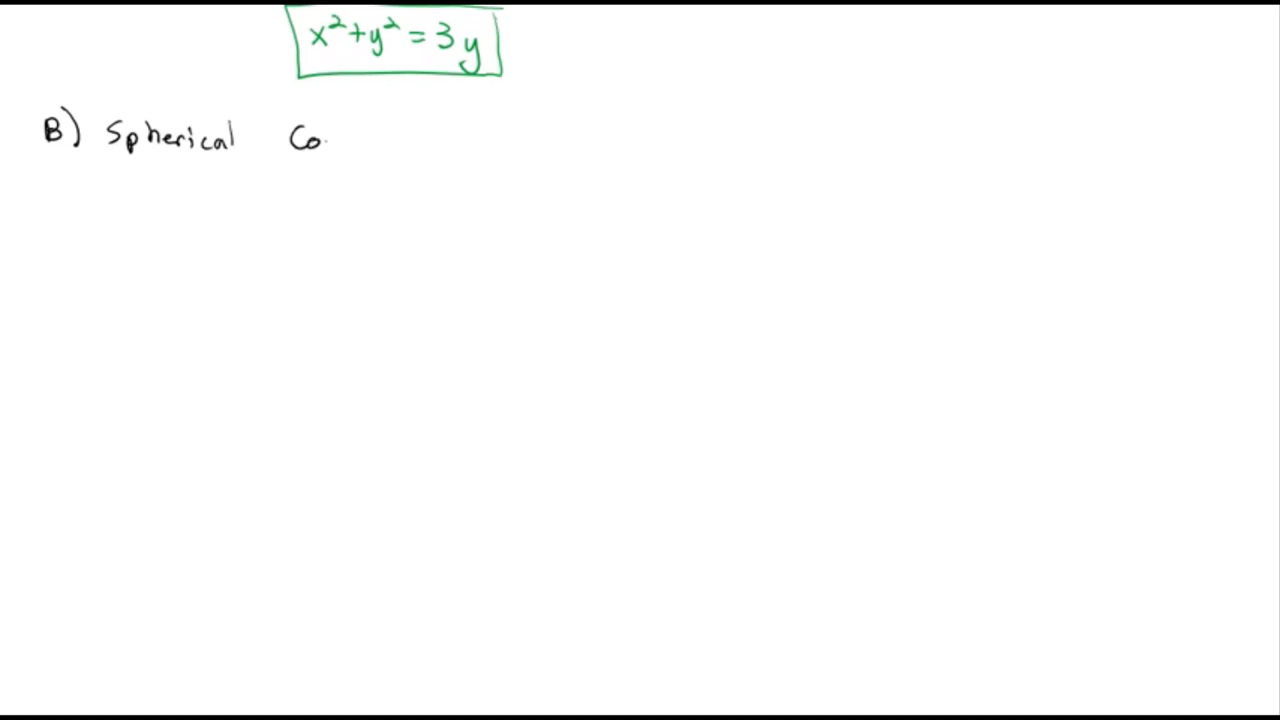 x²+y² = 3y
B) Spherical Co